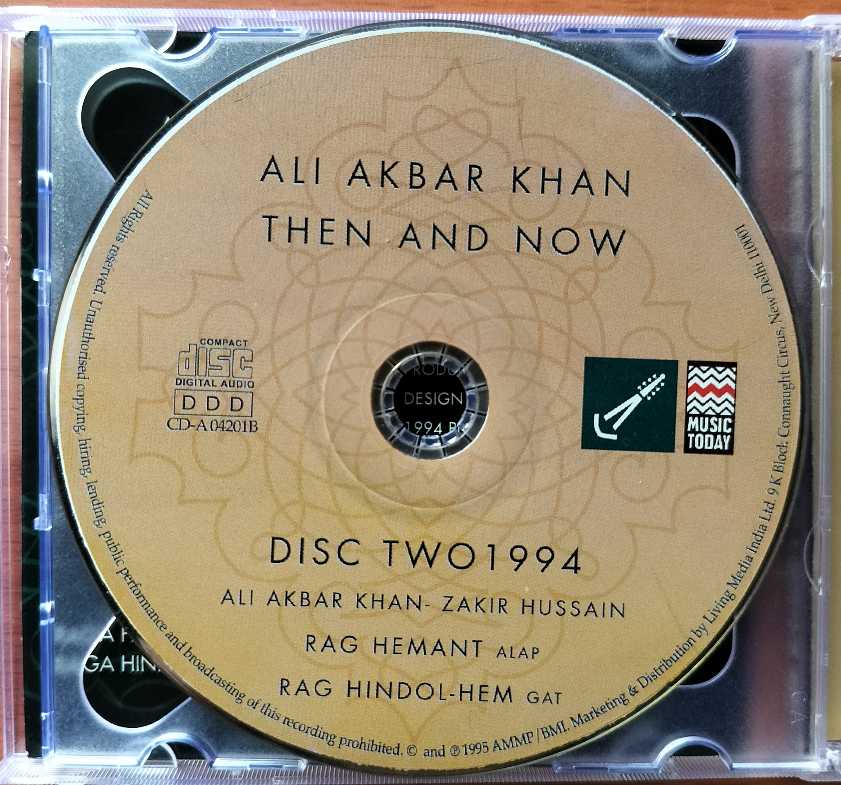 ALI AKBAR KHAN
THEN AND NOW
COMPACT
disc
DIGITAL AUDIO
DDD
CD-A 04201B
DESIGN
1994
MUSIC
TODAY
DISC TWO1994
ALI AKBAR KHAN- ZAKIR HUSSAIN
RAG HEMANT ALAP
RAG HINDOL-HEM GAT
All Rights reserved. Unauthorised copying, hiring, lending, public performance and broadcasting of this recording prohibited. © and ℗ 1995 AMMP / BMI. Marketing & Distribution by Living Media India Ltd. 9 K Block Connaught Circus, New Delhi 110001